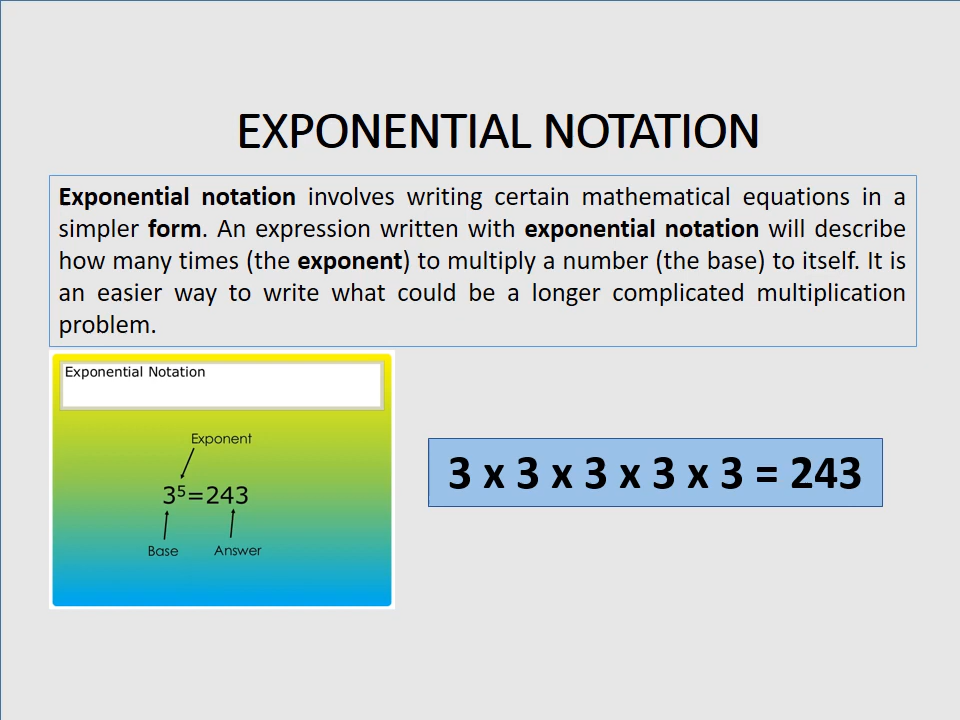 EXPONENTIAL NOTATION
Exponential notation involves writing certain mathematical equations in a
simpler form. An expression written with exponential notation will describe
how many times (the exponent) to multiply a number (the base) to itself. It is
an easier way to write what could be a longer complicated multiplication
problem.
Exponential Notation
Exponent
3⁵=243
Base Answer
3 x 3 x 3 x 3 x 3 = 243